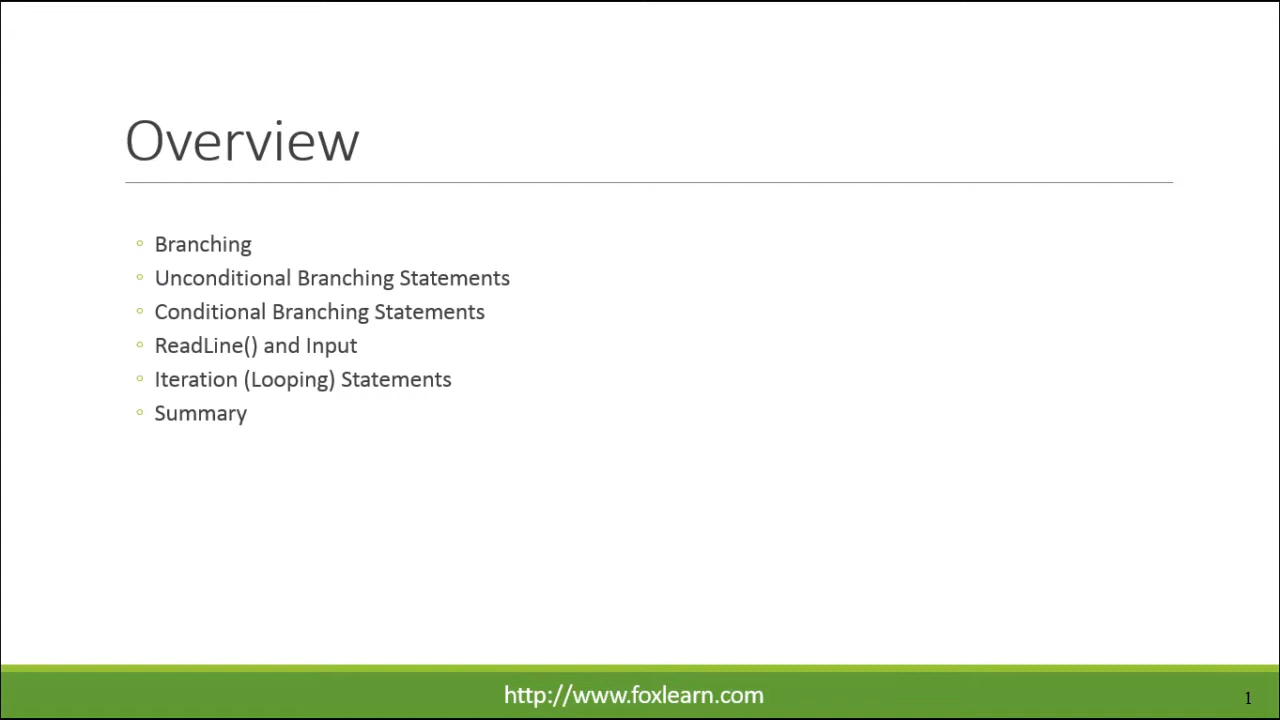 Overview
Branching
Unconditional Branching Statements
Conditional Branching Statements
ReadLine() and Input
Iteration (Looping) Statements
Summary
http://www.foxlearn.com
1